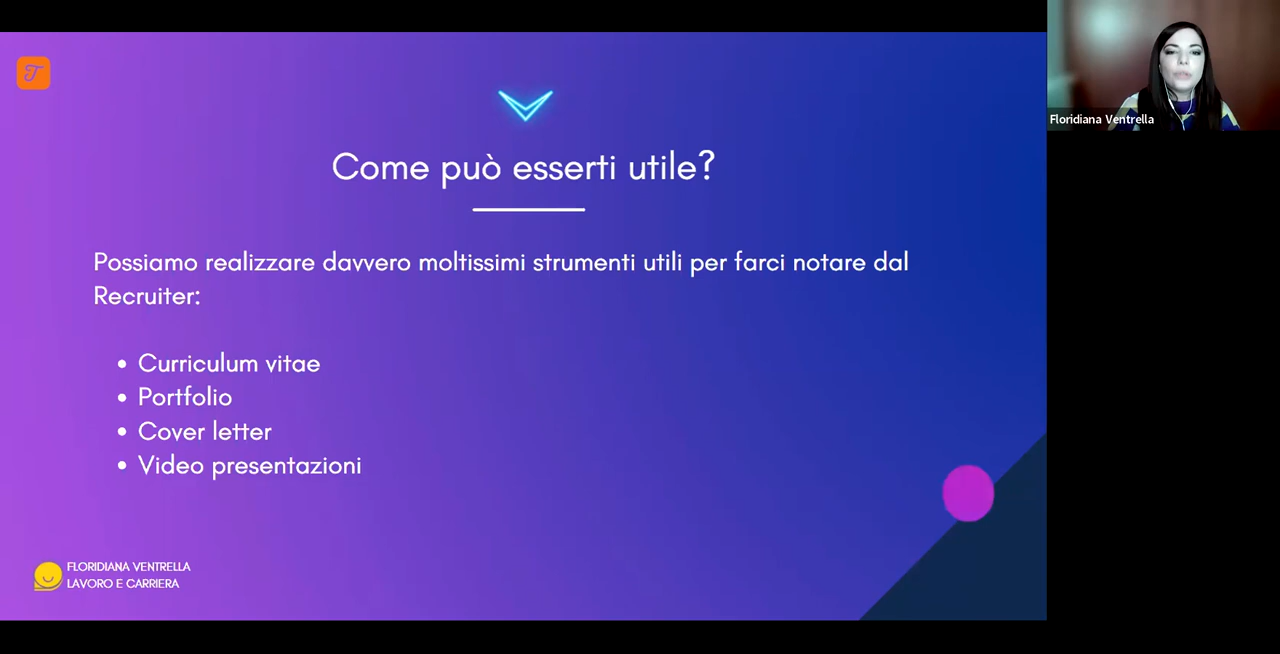 Come può esserti utile?
Possiamo realizzare davvero moltissimi strumenti utili per farci notare dal
Recruiter:
• Curriculum vitae
• Portfolio
• Cover letter
• Video presentazioni
FLORIDIANA VENTRELLA
LAVORO E CARRIERA
Floridiana Ventrella